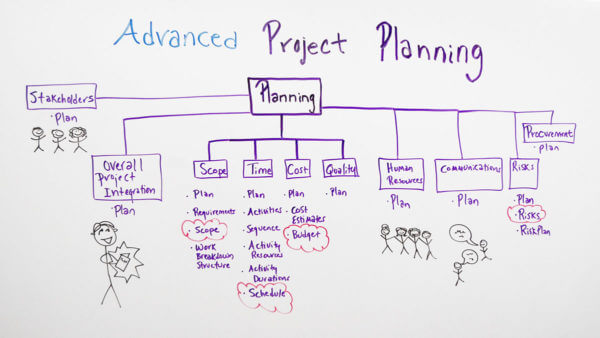 Advanced Project Planning
Planning
Stakeholders
• Plan
Procurement
• Plan
Overall
Project
Integration
• Plan
Scope
• Plan
• Requirements
• Scope
• Work
Breakdown
Structure
Time
• Plan
• Activities
• Sequence
• Activity
Resources
• Activity
Durations
• Schedule
Cost
• Plan
• Cost
Estimates
• Budget
Quality
• Plan
Human
Resources
• Plan
Communications
• Plan
Risks
• Plan
• Risks
• Risk Plan